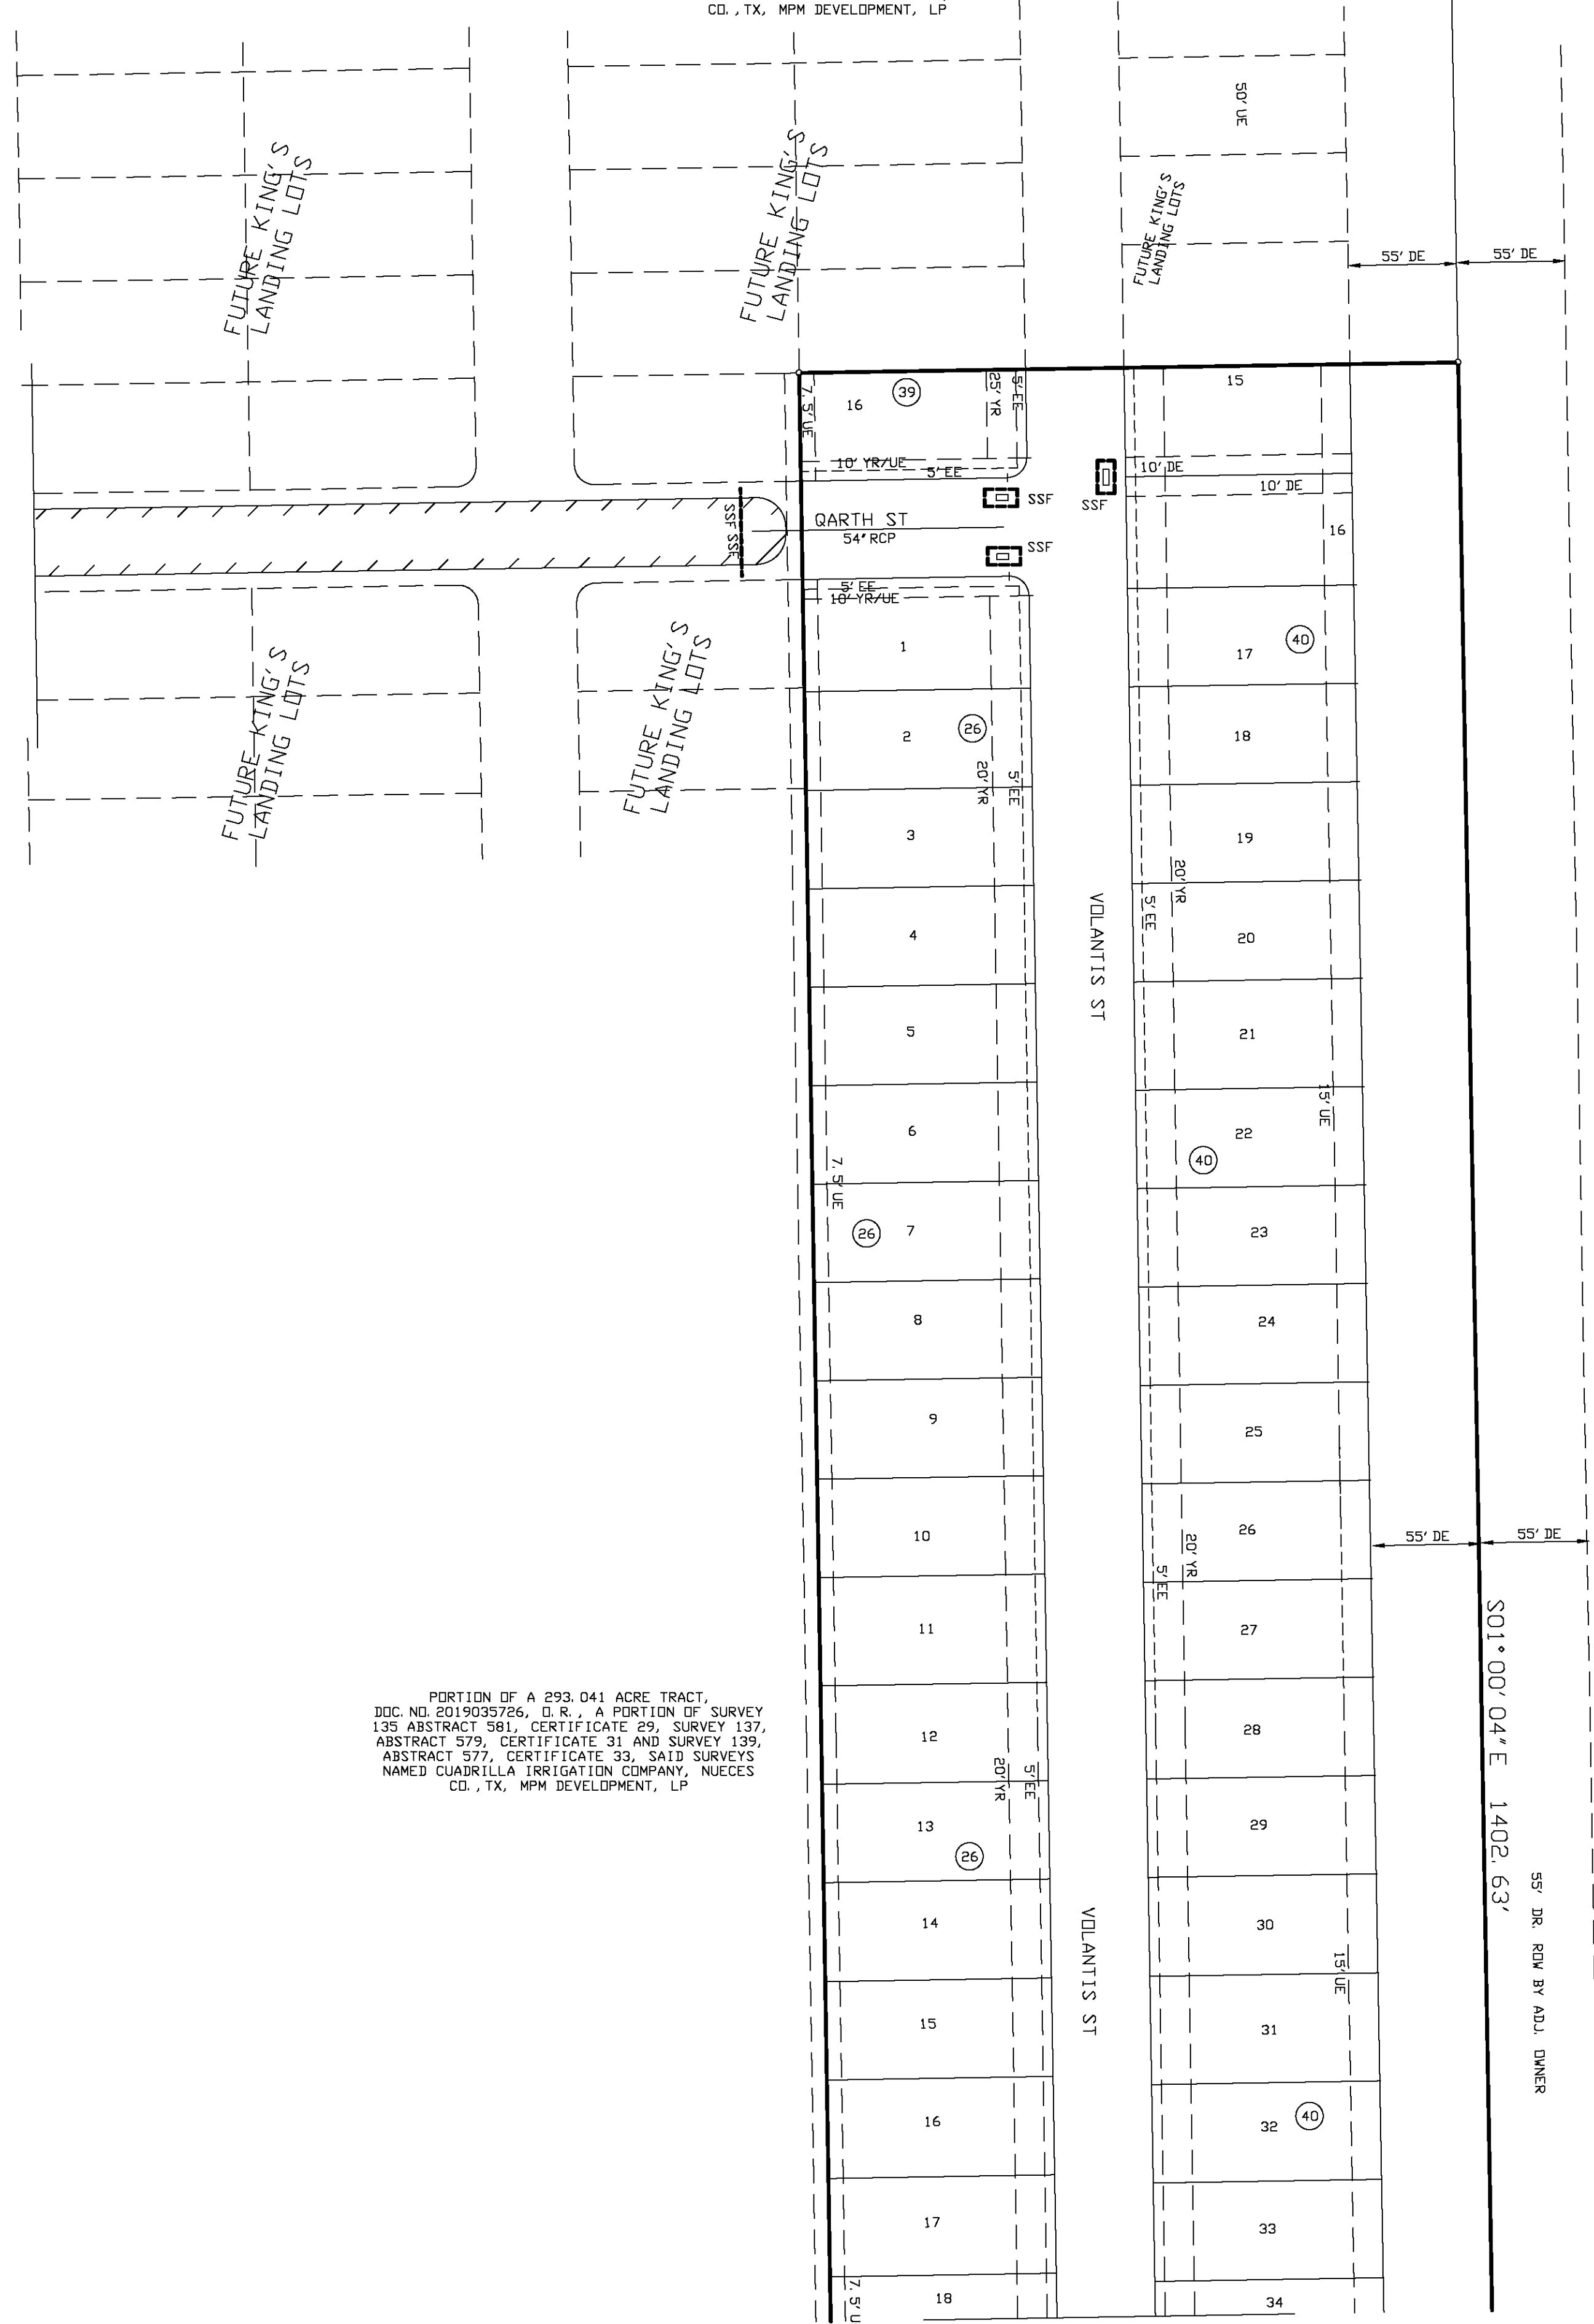 CO., TX, MPM DEVELOPMENT, LP
50' UE
FUTURE KING'S
LANDING LOTS
FUTURE KING'S
LANDING LOTS
FUTURE KING'S
LANDING LOTS
55' DE
55' DE
7.5' UE
16
39
25' YR
5' EE
15
10' YR/UE
5' EE
10' DE
10' DE
SSF
SSF
SSF SSF
QARTH ST
54" RCP
SSF
16
5' EE
10' YR/UE
FUTURE KING'S
LANDING LOTS
FUTURE KING'S
LANDING LOTS
1
17
40
2
26
18
20' YR
5' EE
3
19
20' YR
5' EE
4
VOLANTIS ST
20
5
21
15' UE
6
22
40
7.5' UE
26
7
23
8
24
9
25
10
26
20' YR
5' EE
55' DE
55' DE
11
27
S01°00'04"E 1402.63'
PORTION OF A 293.041 ACRE TRACT,
DOC. NO. 2019035726, O.R., A PORTION OF SURVEY
135 ABSTRACT 581, CERTIFICATE 29, SURVEY 137,
ABSTRACT 579, CERTIFICATE 31 AND SURVEY 139,
ABSTRACT 577, CERTIFICATE 33, SAID SURVEYS
NAMED CUADRILLA IRRIGATION COMPANY, NUECES
CO., TX, MPM DEVELOPMENT, LP
12
28
20' YR
5' EE
13
26
29
55' DR. ROW BY ADJ. OWNER
14
VOLANTIS ST
30
15' UE
15
31
16
32
40
17
33
7.5' U
18
34